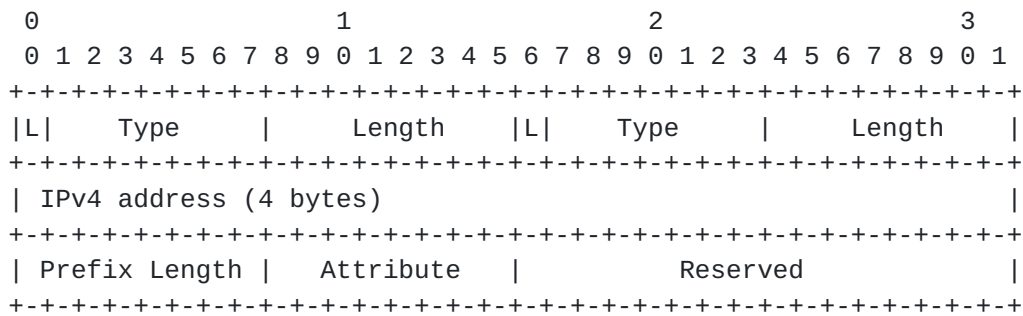 0                   1                   2                   3
 0 1 2 3 4 5 6 7 8 9 0 1 2 3 4 5 6 7 8 9 0 1 2 3 4 5 6 7 8 9 0 1
+-+-+-+-+-+-+-+-+-+-+-+-+-+-+-+-+-+-+-+-+-+-+-+-+-+-+-+-+-+-+-+-+
|L|    Type     |     Length    |L|    Type     |     Length    |
+-+-+-+-+-+-+-+-+-+-+-+-+-+-+-+-+-+-+-+-+-+-+-+-+-+-+-+-+-+-+-+-+
| IPv4 address (4 bytes)                                        |
+-+-+-+-+-+-+-+-+-+-+-+-+-+-+-+-+-+-+-+-+-+-+-+-+-+-+-+-+-+-+-+-+
| Prefix Length |   Attribute   |          Reserved             |
+-+-+-+-+-+-+-+-+-+-+-+-+-+-+-+-+-+-+-+-+-+-+-+-+-+-+-+-+-+-+-+-+